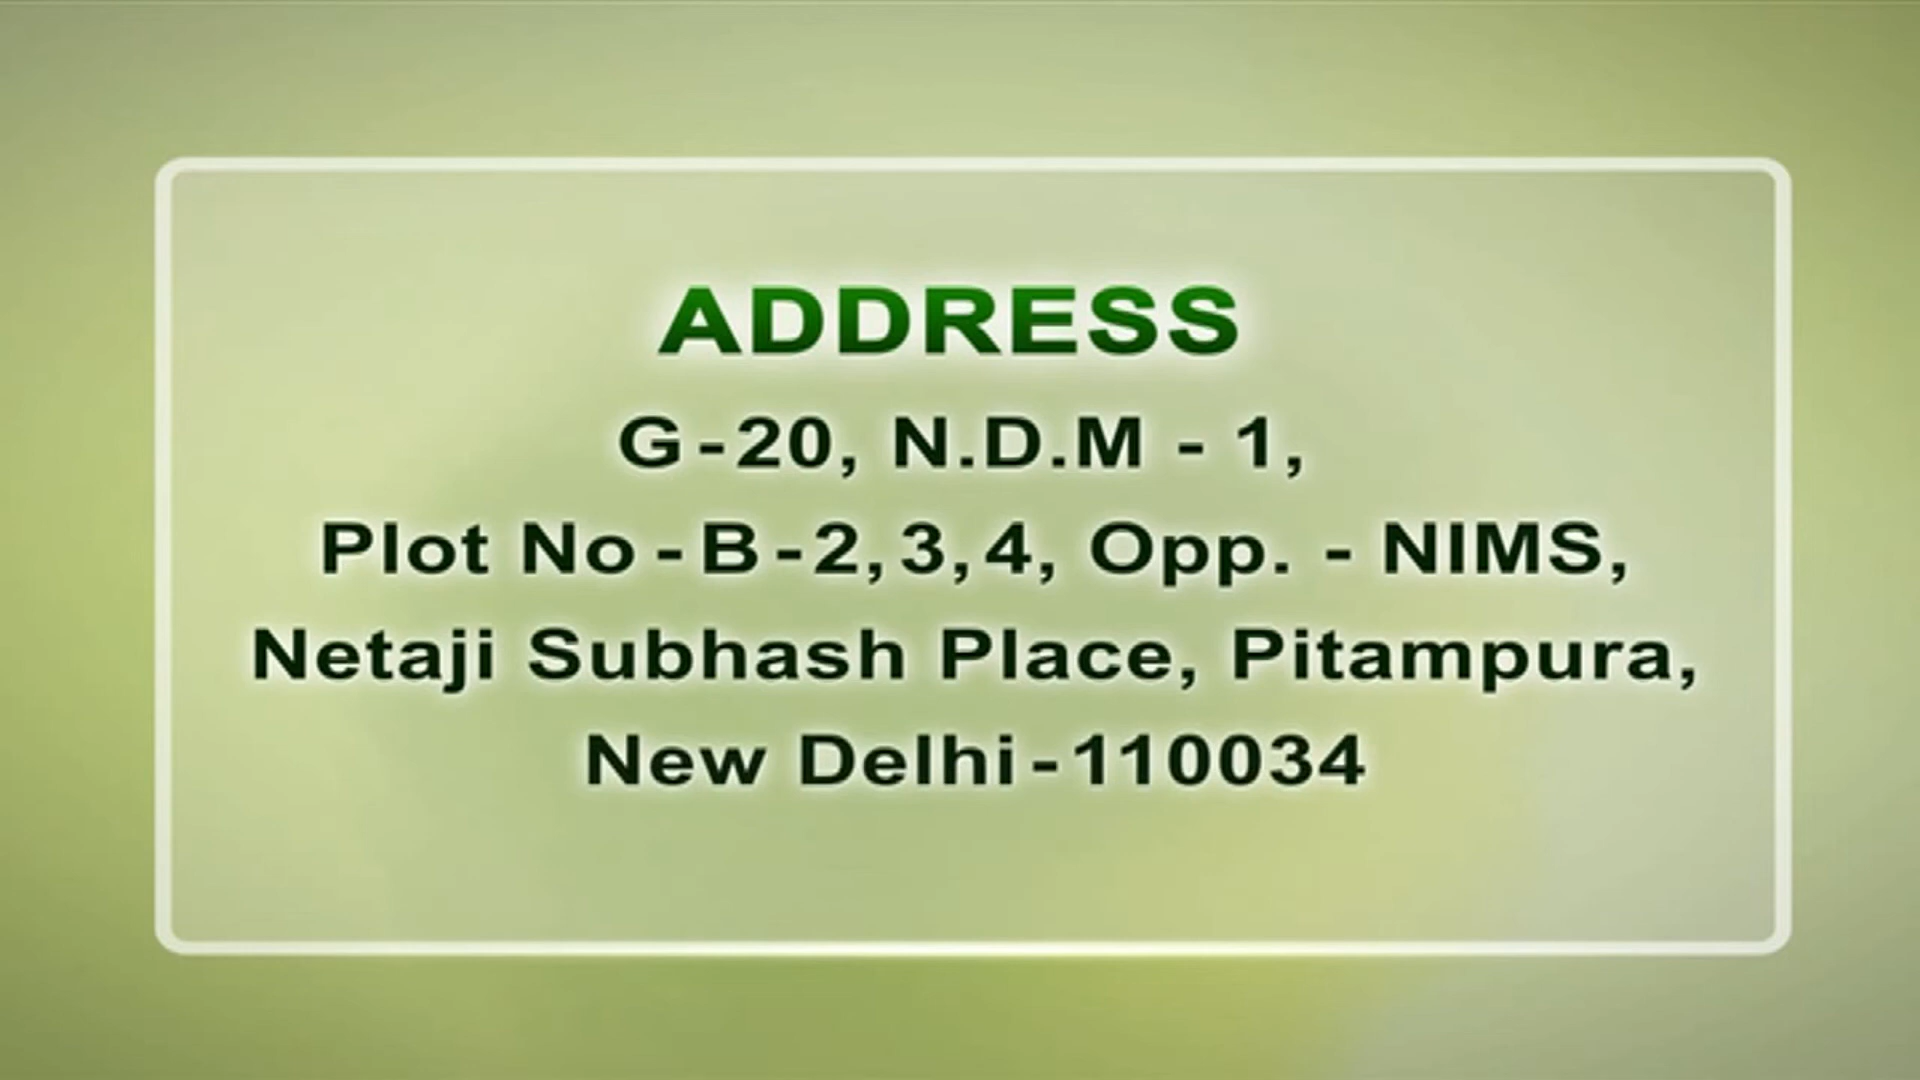 ADDRESS
G-20, N.D.M - 1,
Plot No-B-2,3,4, Opp. - NIMS,
Netaji Subhash Place, Pitampura,
New Delhi-110034